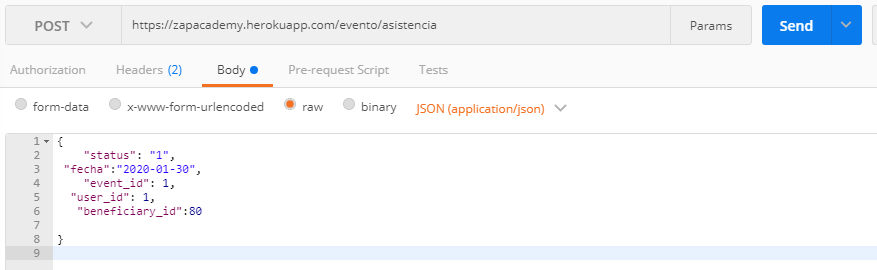 POST https://zapacademy.herokuapp.com/evento/asistencia Params Send
Authorization Headers (2) Body Pre-request Script Tests
form-data x-www-form-urlencoded raw binary JSON (application/json)
1 {
2 "status": "1",
3 "fecha":"2020-01-30",
4 "event_id": 1,
5 "user_id": 1,
6 "beneficiary_id":80
7
8 }
9